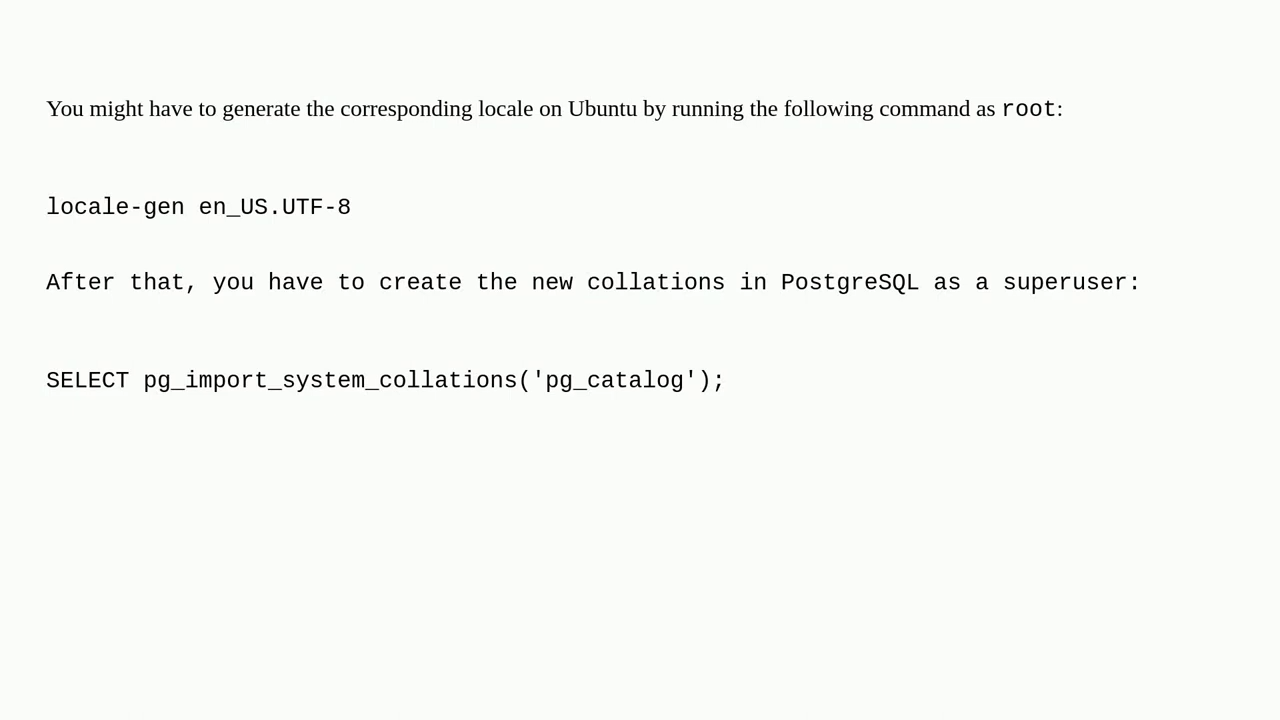 You might have to generate the corresponding locale on Ubuntu by running the following command as root:
locale-gen en_US.UTF-8
After that, you have to create the new collations in PostgreSQL as a superuser:
SELECT pg_import_system_collations('pg_catalog');